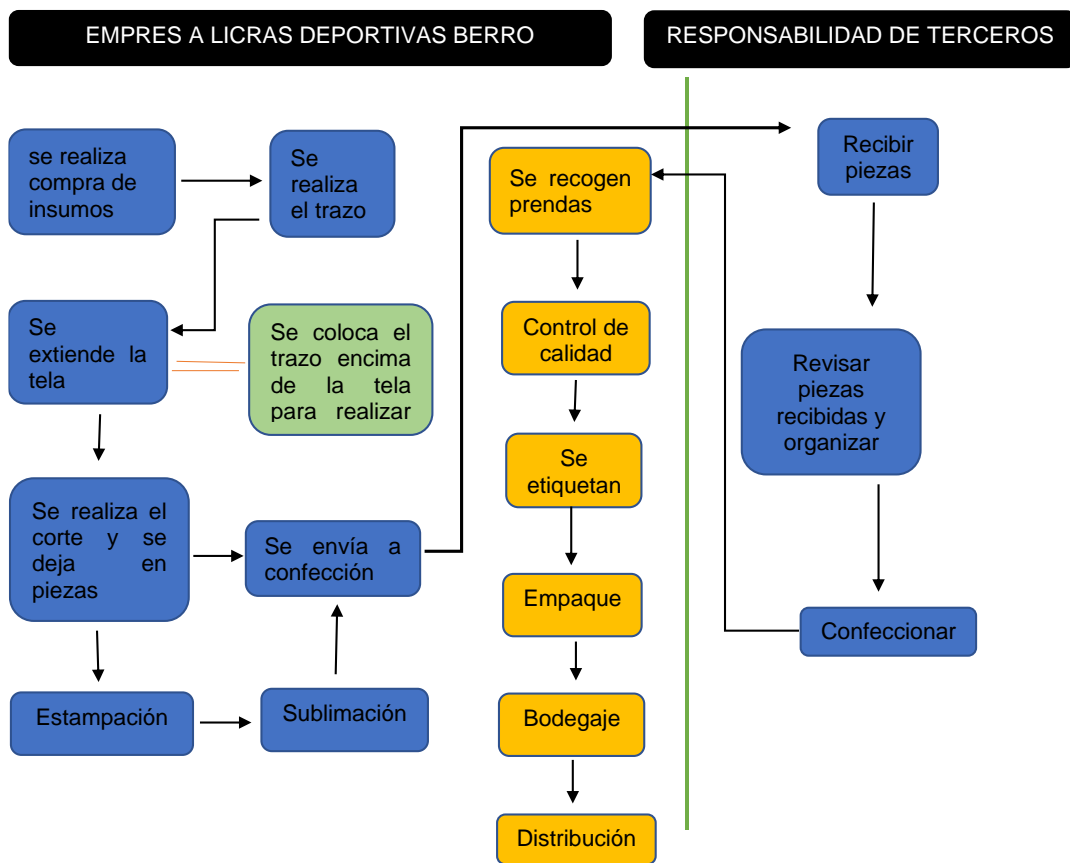 EMPRES A LICRAS DEPORTIVAS BERRO
RESPONSABILIDAD DE TERCEROS
se realiza
compra de
insumos
Se
realiza
el trazo
Se
extiende la
tela
Se coloca el
trazo encima
de la tela
para realizar
Se realiza el
corte y se
deja en
piezas
Se envía a
confección
Estampación
Sublimación
Se recogen
prendas
Control de
calidad
Se
etiquetan
Empaque
Bodegaje
Distribución
Recibir
piezas
Revisar
piezas
recibidas y
organizar
Confeccionar